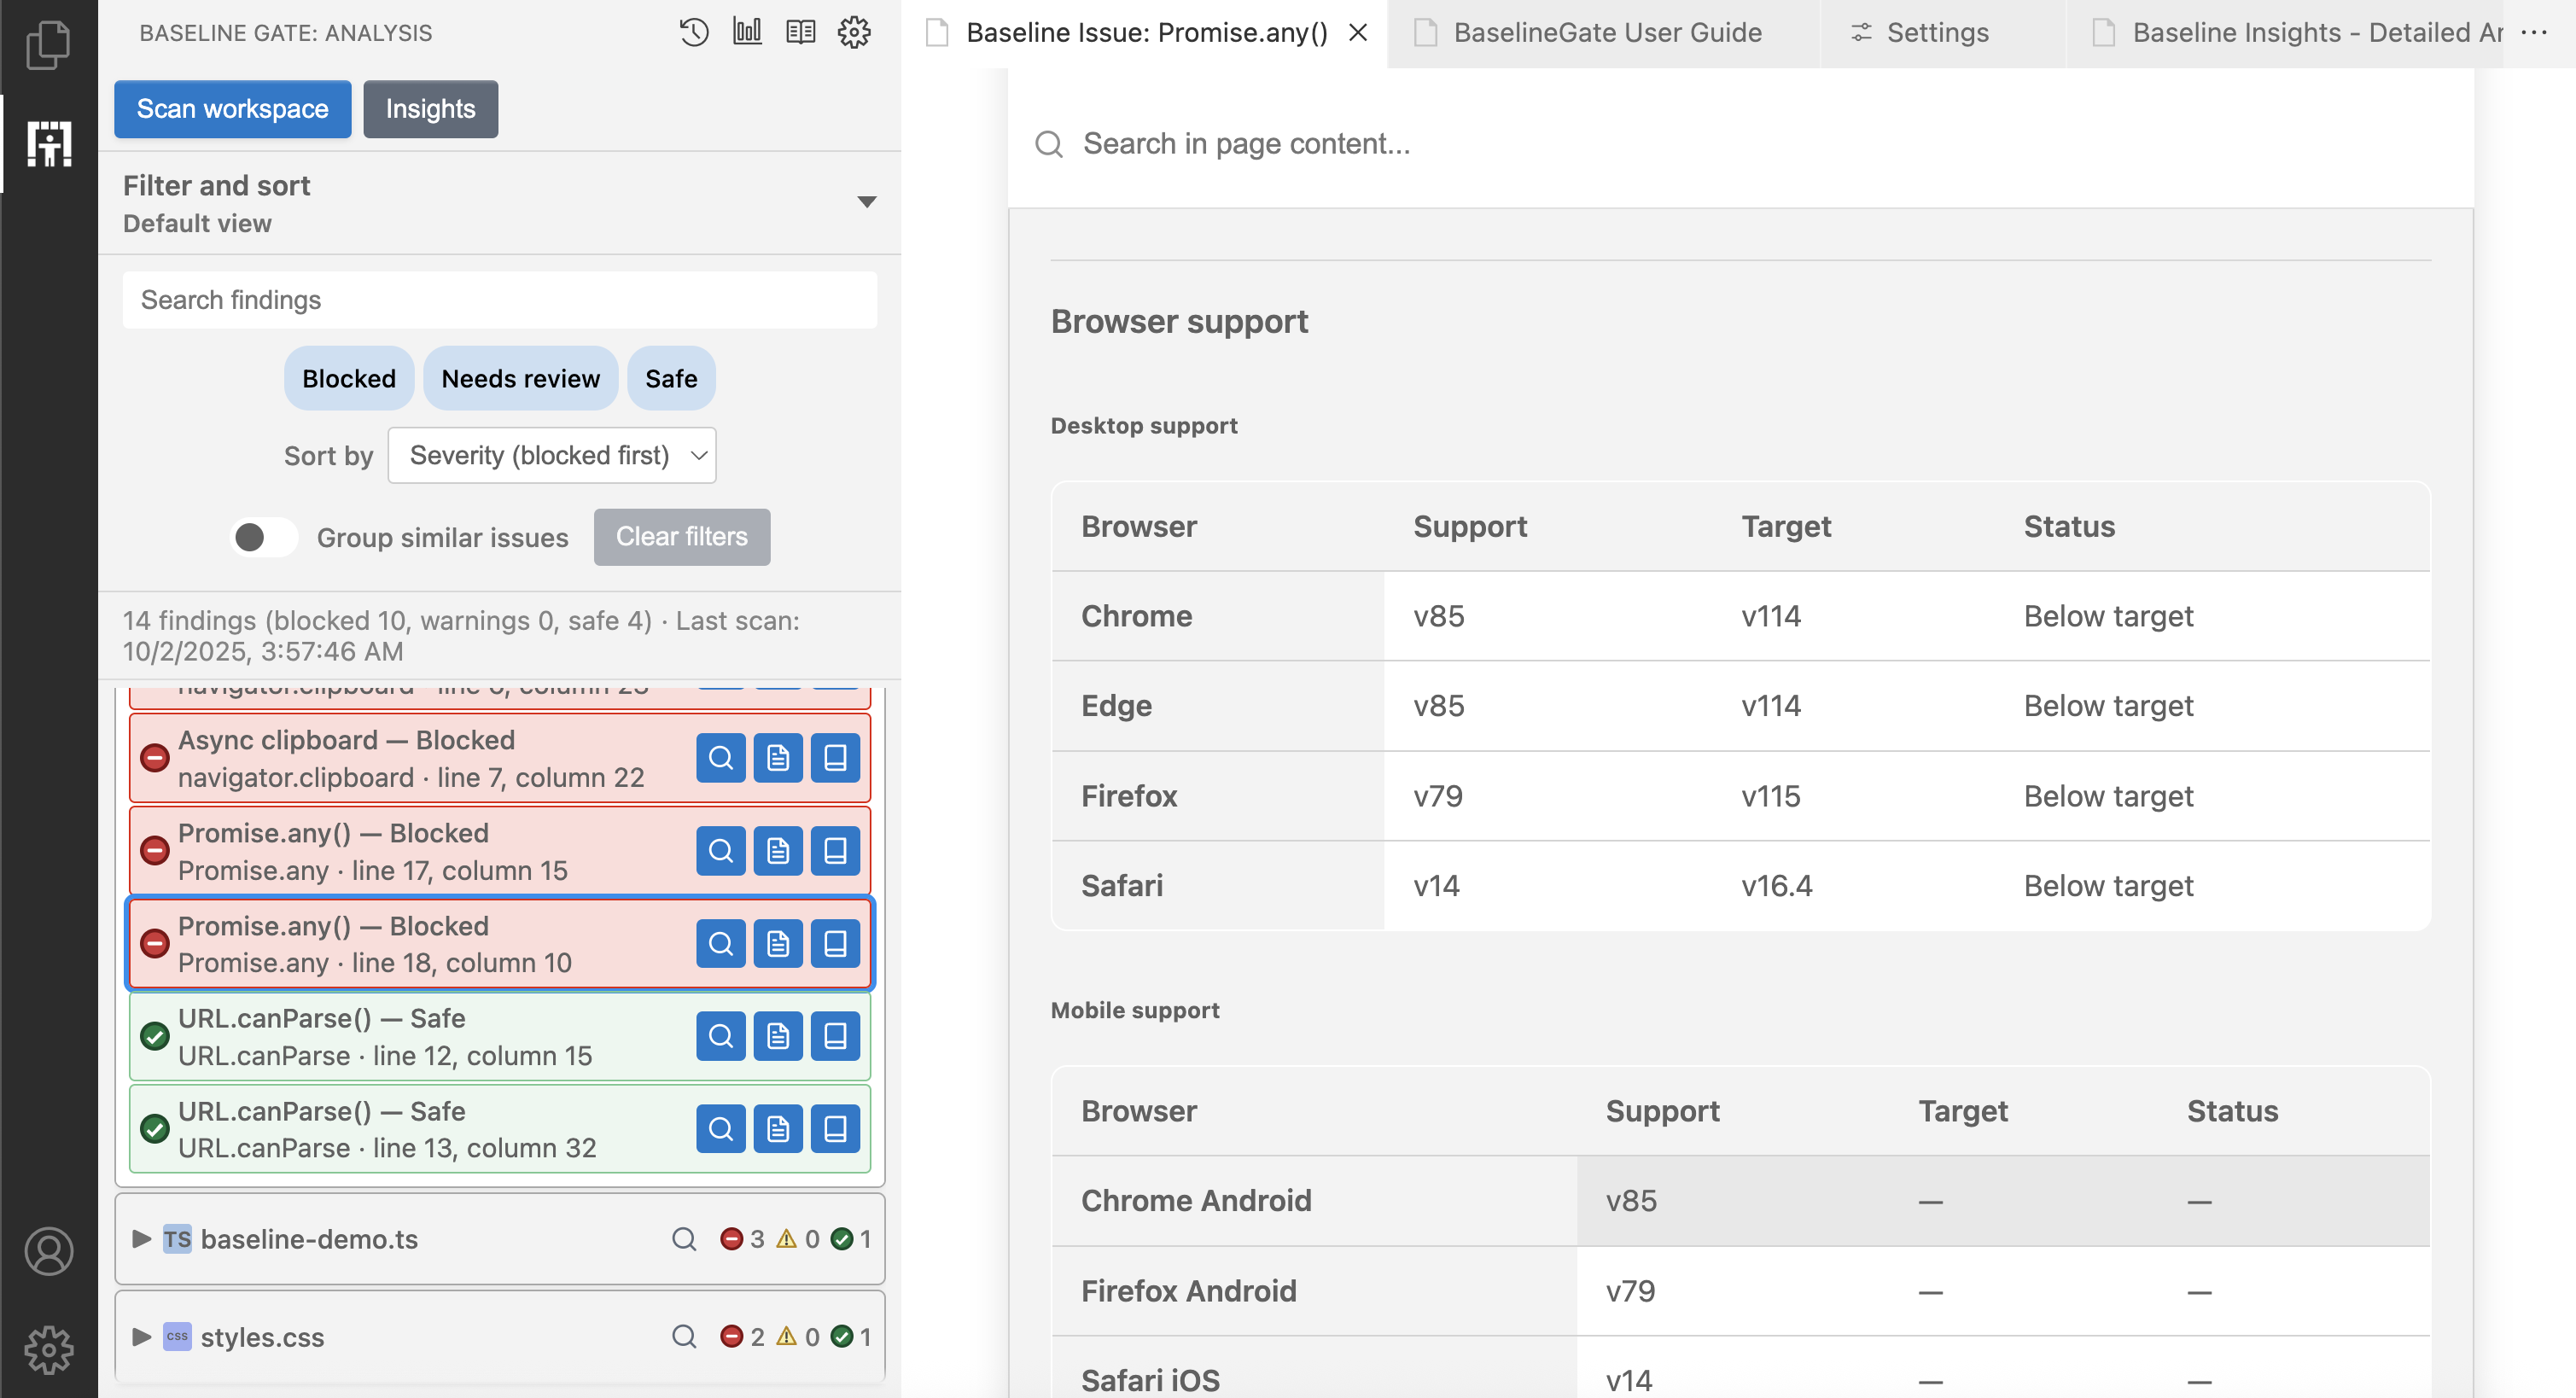 BASELINE GATE: ANALYSIS
Scan workspace
Insights
Filter and sort
Default view
Search findings
Blocked
Needs review
Safe
Sort by
Severity (blocked first)
Group similar issues
Clear filters
14 findings (blocked 10, warnings 0, safe 4) · Last scan:
10/2/2025, 3:57:46 AM
Async clipboard — Blocked
navigator.clipboard · line 7, column 22
Promise.any() — Blocked
Promise.any · line 17, column 15
Promise.any() — Blocked
Promise.any · line 18, column 10
URL.canParse() — Safe
URL.canParse · line 12, column 15
URL.canParse() — Safe
URL.canParse · line 13, column 32
TS baseline-demo.ts 3 0 1
css styles.css 2 0 1
Baseline Issue: Promise.any()
BaselineGate User Guide
Settings
Baseline Insights - Detailed
Search in page content...
Browser support
Desktop support
Browser Support Target Status
Chrome v85 v114 Below target
Edge v85 v114 Below target
Firefox v79 v115 Below target
Safari v14 v16.4 Below target
Mobile support
Browser Support Target Status
Chrome Android v85 — —
Firefox Android v79 — —
Safari iOS v14 — —